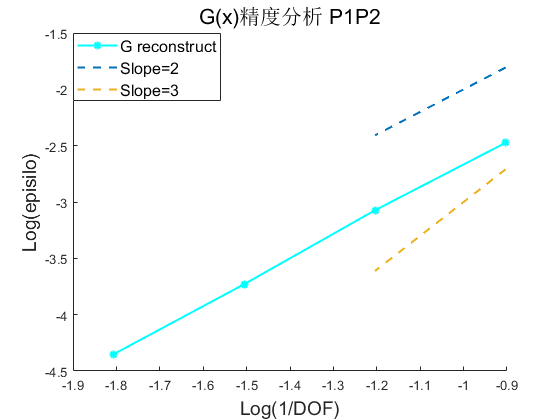 G(x)精度分析 P1P2
G reconstruct
Slope=2
Slope=3
Log(episilo)
-1.5
-2
-2.5
-3
-3.5
-4
-4.5
-1.9 -1.8 -1.7 -1.6 -1.5 -1.4 -1.3 -1.2 -1.1 -1 -0.9
Log(1/DOF)